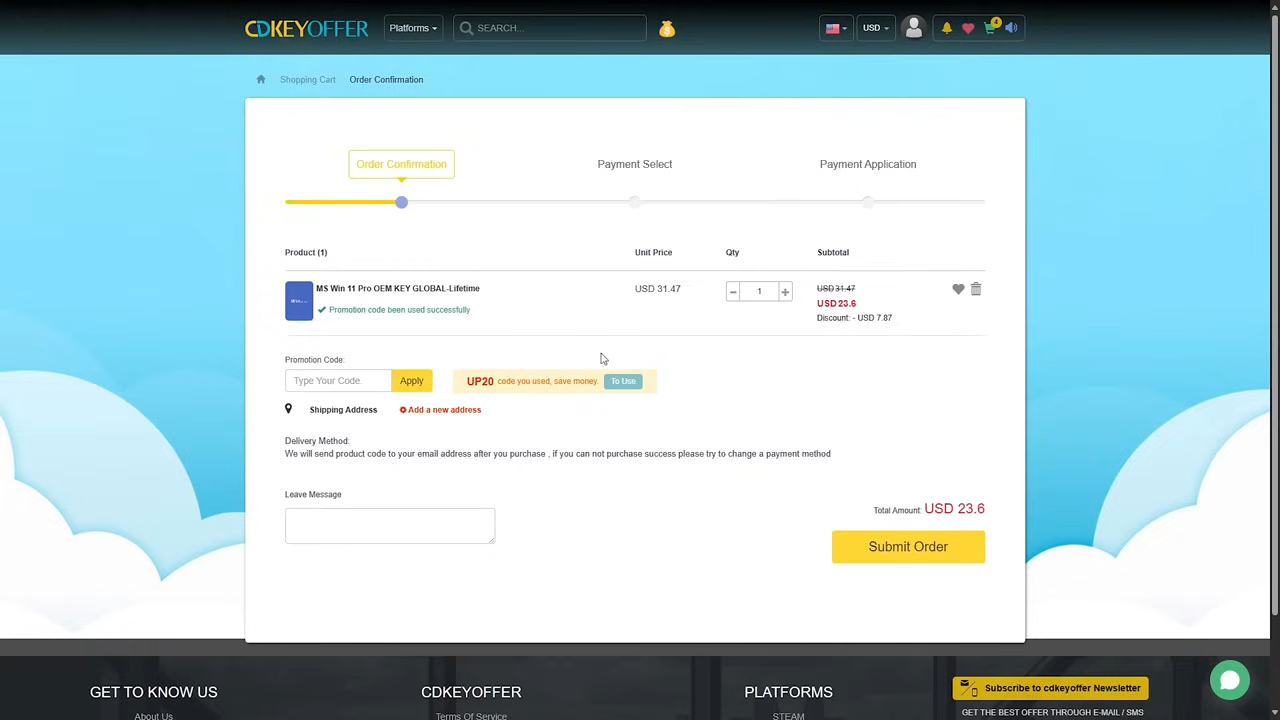 CDKEYOFFER
Platforms
SEARCH...
USD
4
Shopping Cart
Order Confirmation
Order Confirmation
Payment Select
Payment Application
Product (1)
Unit Price
Qty
Subtotal
MS Win 11 Pro OEM KEY GLOBAL-Lifetime
Promotion code been used successfully
USD 31.47
1
USD 31.47
USD 23.6
Discount: - USD 7.87
Promotion Code:
Type Your Code.
Apply
UP20 code you used, save money.
To Use
Shipping Address
Add a new address
Delivery Method:
We will send product code to your email address after you purchase , if you can not purchase success please try to change a payment method
Leave Message
Total Amount: USD 23.6
Submit Order
GET TO KNOW US
CDKEYOFFER
PLATFORMS
Subscribe to cdkeyoffer Newsletter
About Us
Terms Of Service
STEAM
GET THE BEST OFFER THROUGH E-MAIL / SMS